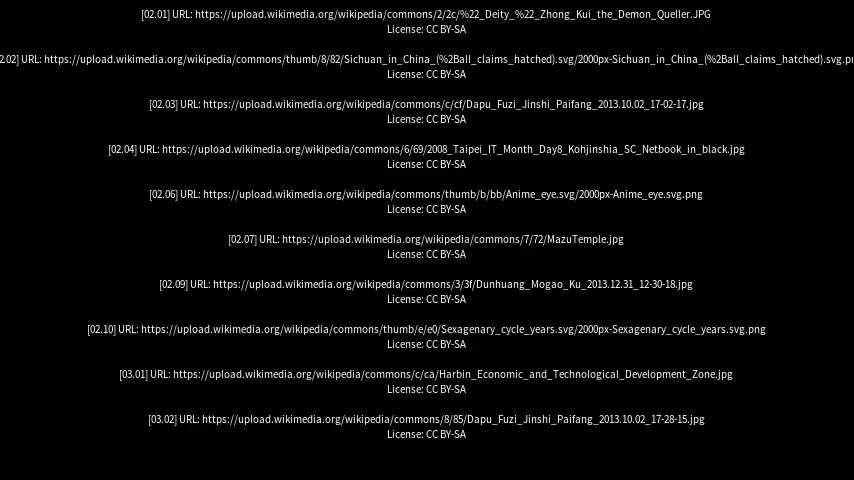 [02.01] URL: https://upload.wikimedia.org/wikipedia/commons/2/2c/%22_Deity_%22_Zhong_Kui_the_Demon_Queller.JPG
License: CC BY-SA
2.02] URL: https://upload.wikimedia.org/wikipedia/commons/thumb/8/82/Sichuan_in_China_(%2Ball_claims_hatched).svg/2000px-Sichuan_in_China_(%2Ball_claims_hatched).svg.pn
License: CC BY-SA
[02.03] URL: https://upload.wikimedia.org/wikipedia/commons/c/cf/Dapu_Fuzi_Jinshi_Paifang_2013.10.02_17-02-17.jpg
License: CC BY-SA
[02.04] URL: https://upload.wikimedia.org/wikipedia/commons/6/69/2008_Taipei_IT_Month_Day8_Kohjinshia_SC_Netbook_in_black.jpg
License: CC BY-SA
[02.06] URL: https://upload.wikimedia.org/wikipedia/commons/thumb/b/bb/Anime_eye.svg/2000px-Anime_eye.svg.png
License: CC BY-SA
[02.07] URL: https://upload.wikimedia.org/wikipedia/commons/7/72/MazuTemple.jpg
License: CC BY-SA
[02.09] URL: https://upload.wikimedia.org/wikipedia/commons/3/3f/Dunhuang_Mogao_Ku_2013.12.31_12-30-18.jpg
License: CC BY-SA
[02.10] URL: https://upload.wikimedia.org/wikipedia/commons/thumb/e/e0/Sexagenary_cycle_years.svg/2000px-Sexagenary_cycle_years.svg.png
License: CC BY-SA
[03.01] URL: https://upload.wikimedia.org/wikipedia/commons/c/ca/Harbin_Economic_and_Technological_Development_Zone.jpg
License: CC BY-SA
[03.02] URL: https://upload.wikimedia.org/wikipedia/commons/8/85/Dapu_Fuzi_Jinshi_Paifang_2013.10.02_17-28-15.jpg
License: CC BY-SA